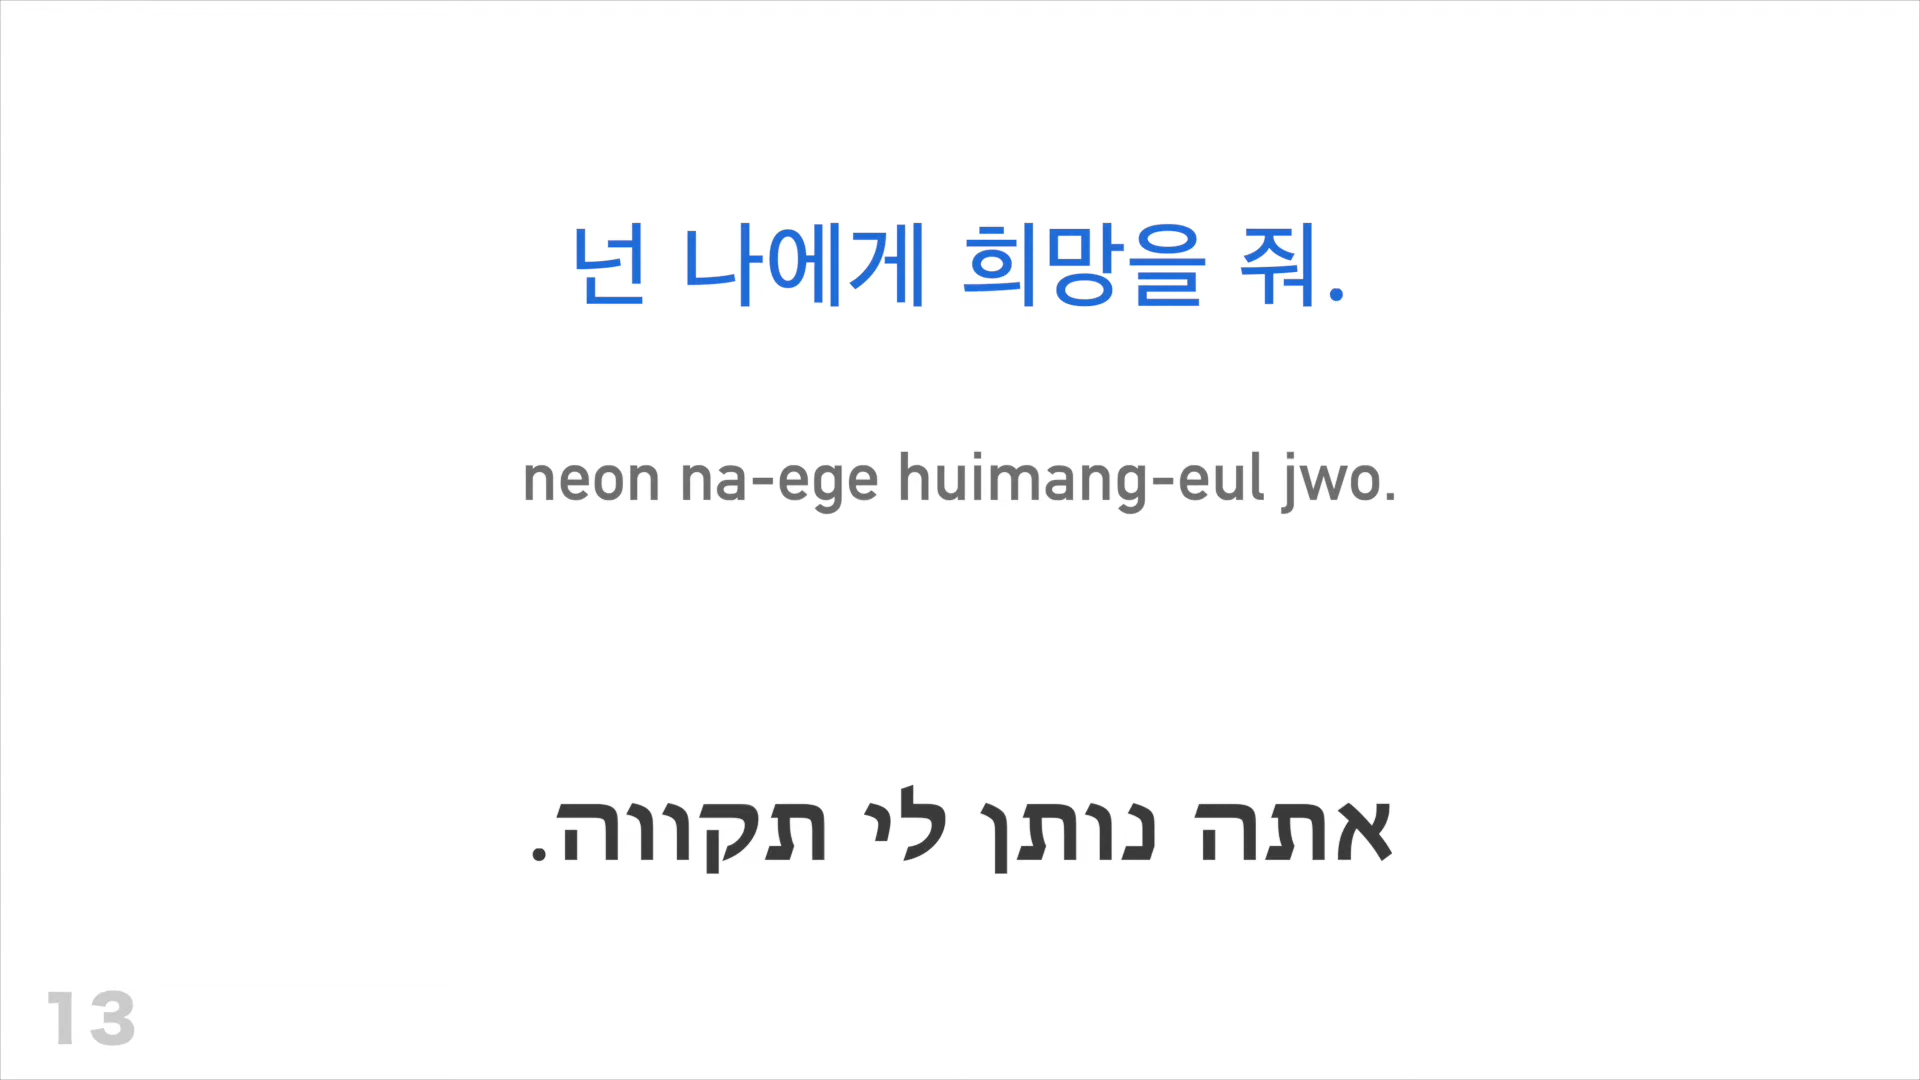 넌 나에게 희망을 줘.
neon na-ege huimang-eul jwo.
אתה נותן לי תקווה.
13